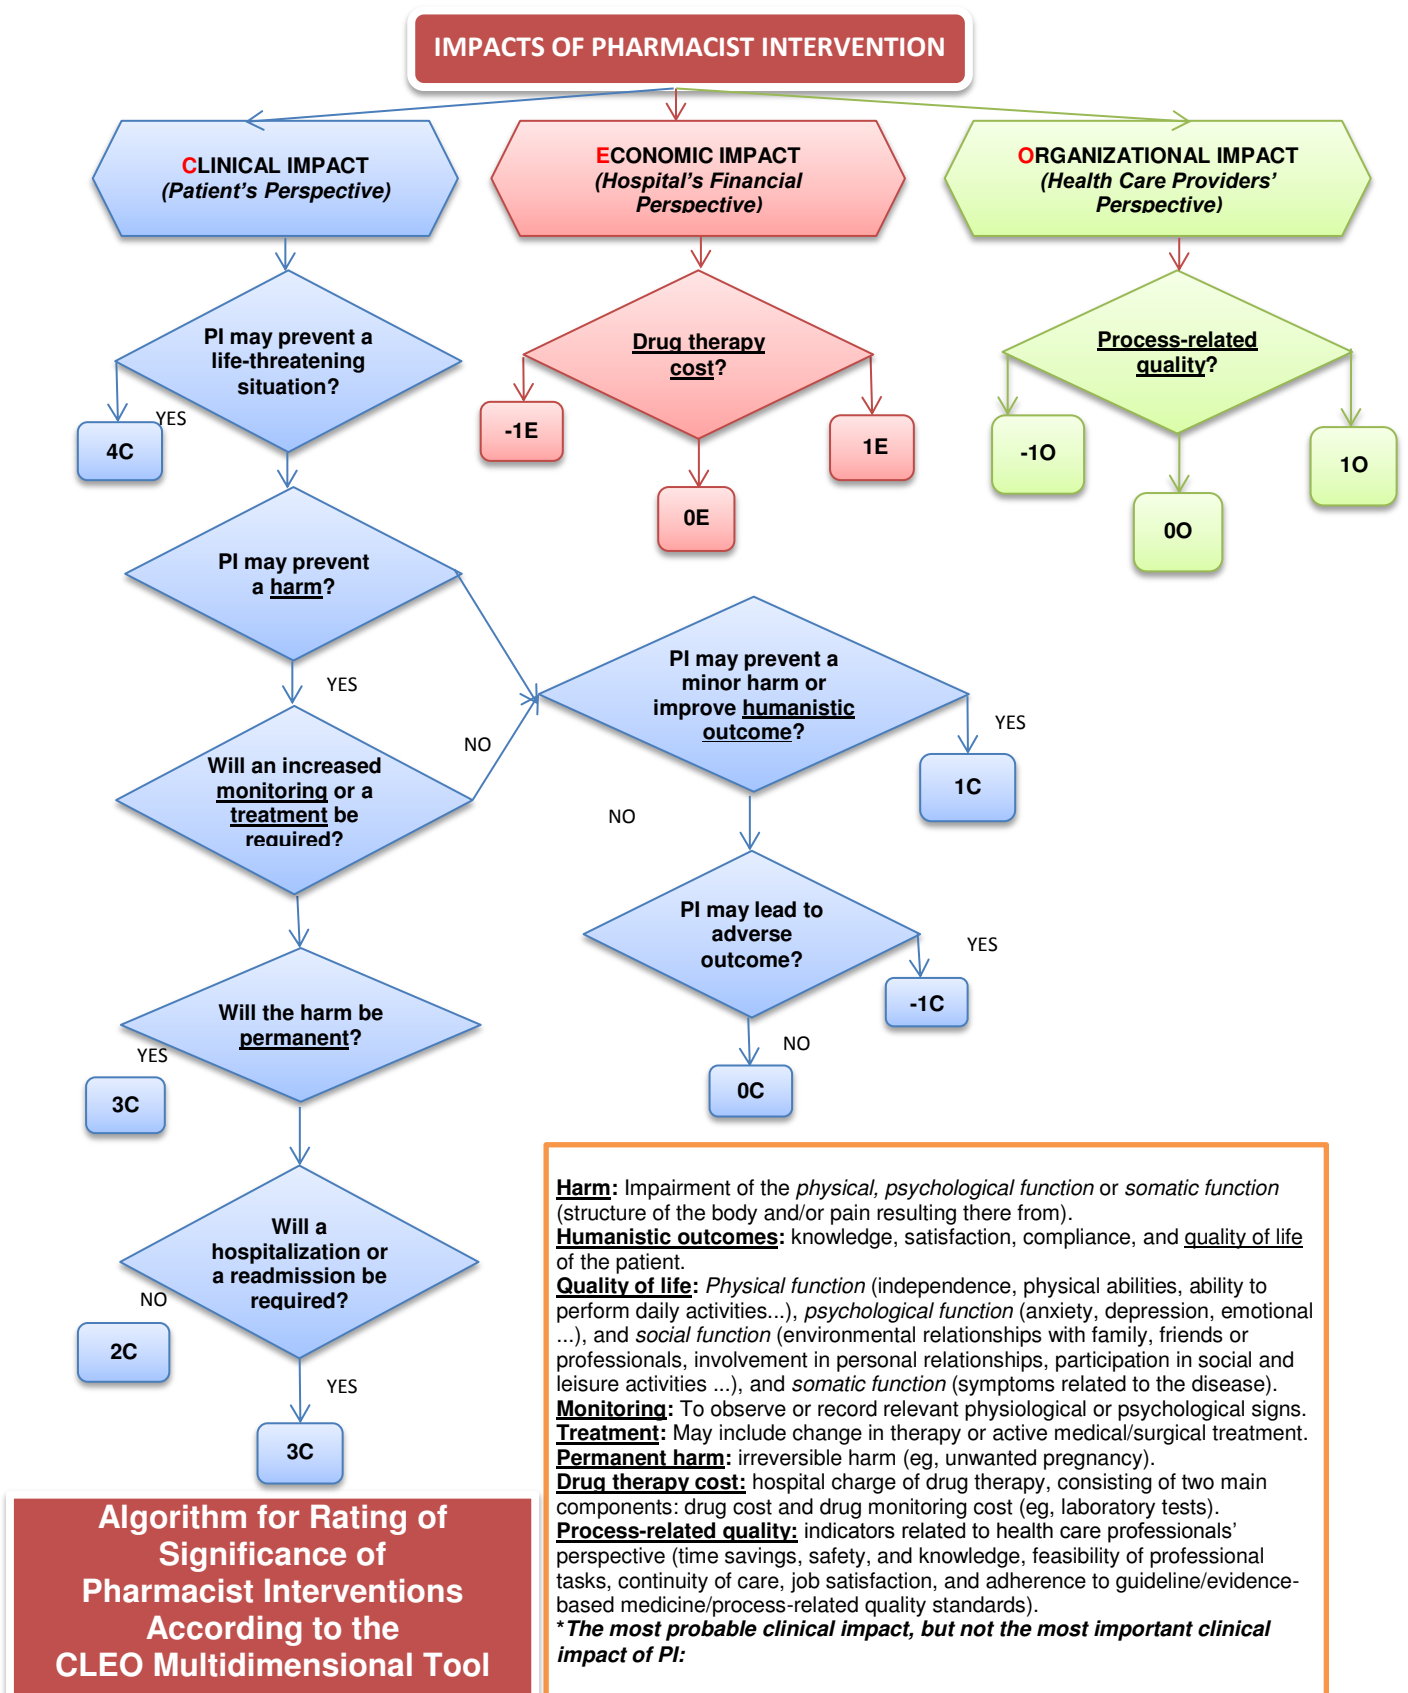 IMPACTS OF PHARMACIST INTERVENTION
CLINICAL IMPACT
(Patient's Perspective)
ECONOMIC IMPACT
(Hospital's Financial
Perspective)
ORGANIZATIONAL IMPACT
(Health Care Providers'
Perspective)
PI may prevent a
life-threatening
situation?
YES
4C
Drug therapy
cost?
-1E
0E
1E
Process-related
quality?
-1O
0O
1O
PI may prevent
a harm?
YES
Will an increased
monitoring or a
treatment be
required?
NO
PI may prevent a
minor harm or
improve humanistic
outcome?
YES
1C
NO
PI may lead to
adverse
outcome?
YES
-1C
NO
0C
Will the harm be
permanent?
YES
3C
Will a
hospitalization or
a readmission be
required?
NO
2C
YES
3C
Harm: Impairment of the physical, psychological function or somatic function
(structure of the body and/or pain resulting there from).
Humanistic outcomes: knowledge, satisfaction, compliance, and quality of life
of the patient.
Quality of life: Physical function (independence, physical abilities, ability to
perform daily activities...), psychological function (anxiety, depression, emotional
...), and social function (environmental relationships with family, friends or
professionals, involvement in personal relationships, participation in social and
leisure activities ...), and somatic function (symptoms related to the disease).
Monitoring: To observe or record relevant physiological or psychological signs.
Treatment: May include change in therapy or active medical/surgical treatment.
Permanent harm: irreversible harm (eg, unwanted pregnancy).
Drug therapy cost: hospital charge of drug therapy, consisting of two main
components: drug cost and drug monitoring cost (eg, laboratory tests).
Process-related quality: indicators related to health care professionals'
perspective (time savings, safety, and knowledge, feasibility of professional
tasks, continuity of care, job satisfaction, and adherence to guideline/evidence-
based medicine/process-related quality standards).
*The most probable clinical impact, but not the most important clinical
impact of PI:
Algorithm for Rating of
Significance of
Pharmacist Interventions
According to the
CLEO Multidimensional Tool